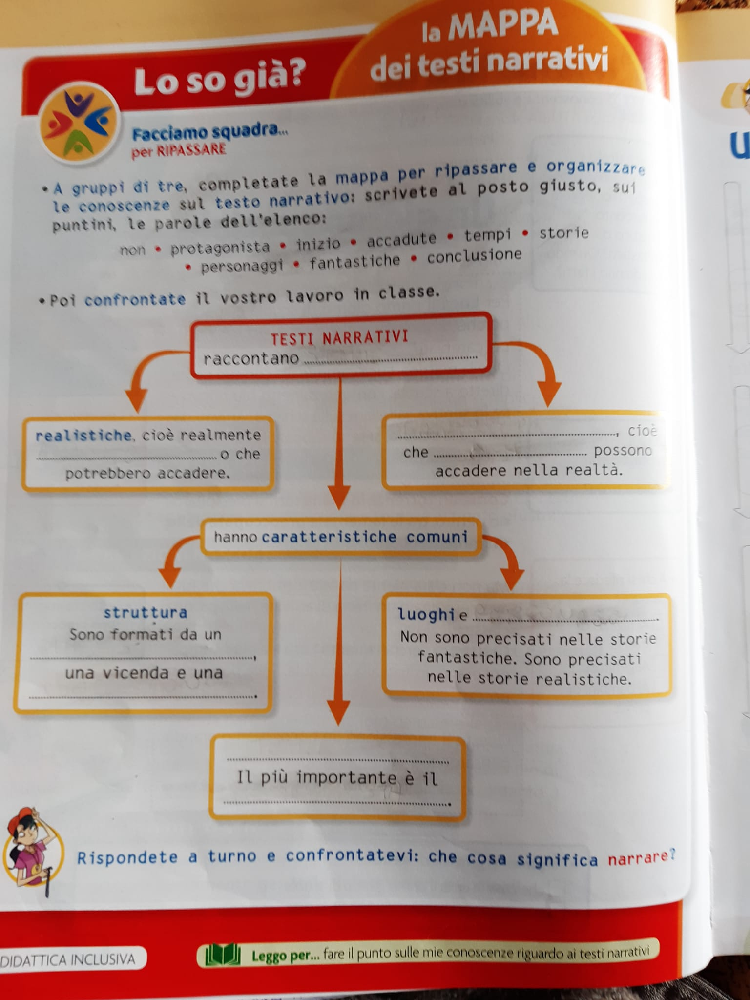 la MAPPA
dei testi narrativi
Lo so già?
Facciamo squadra...
per RIPASSARE
• A gruppi di tre, completate la mappa per ripassare e organizzare
le conoscenze sul testo narrativo: scrivete al posto giusto, sui
puntini, le parole dell'elenco:
non • protagonista • inizio • accadute • tempi • storie
• personaggi • fantastiche • conclusione
• Poi confrontate il vostro lavoro in classe.
TESTI NARRATIVI
raccontano ..........
realistiche, cioè realmente
.......... o che
potrebbero accadere.
.........., cioè
che .......... possono
accadere nella realtà.
hanno caratteristiche comuni
struttura
Sono formati da un
..........,
una vicenda e una
...........
luoghi e ...........
Non sono precisati nelle storie
fantastiche. Sono precisati
nelle storie realistiche.
..........
Il più importante è il
...........
Rispondete a turno e confrontatevi: che cosa significa narrare?
DIDATTICA INCLUSIVA
Leggo per... fare il punto sulle mie conoscenze riguardo ai testi narrativi